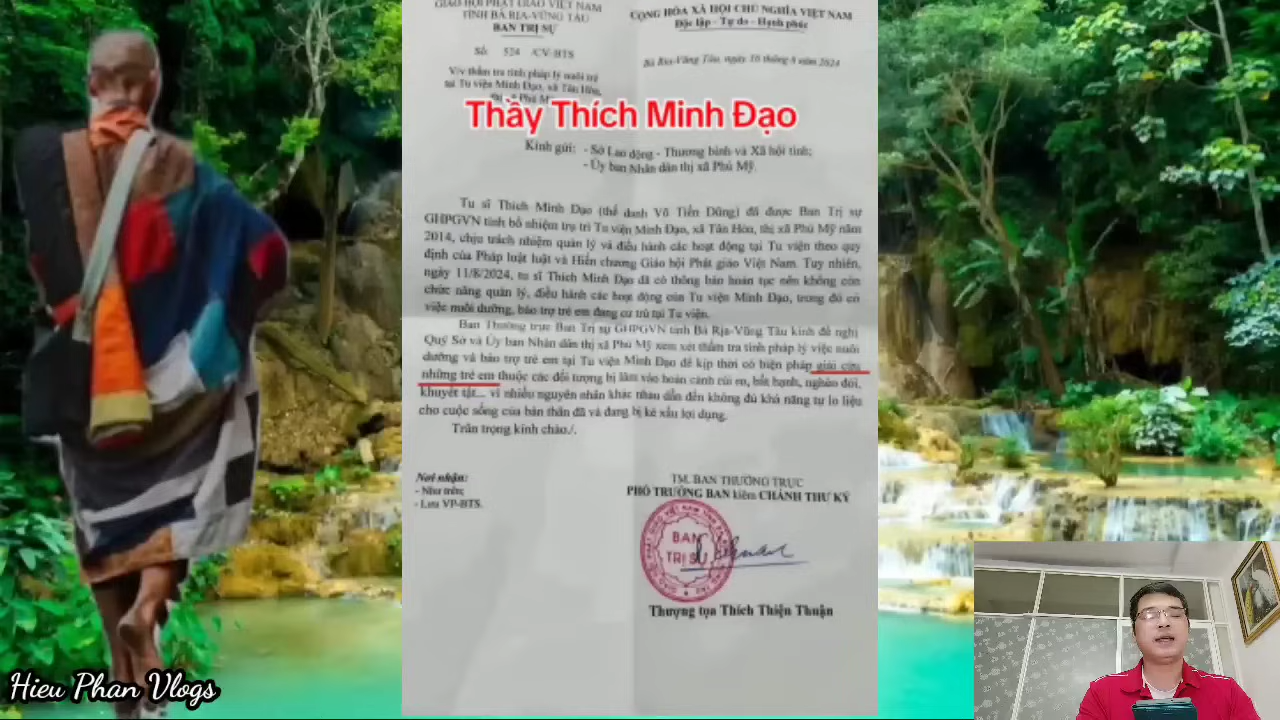 GIÁO HỘI PHẬT GIÁO VIỆT NAM
TỈNH BÀ RỊA-VŨNG TÀU
BAN TRỊ SỰ
CỘNG HÒA XÃ HỘI CHỦ NGHĨA VIỆT NAM
Độc lập - Tự do - Hạnh phúc
Số: 524 /CV-BTS
Bà Rịa-Vũng Tàu, ngày 16 tháng 8 năm 2024
V/v thẩm tra tính pháp lý nuôi trẻ
tại Tu viện Minh Đạo, xã Tân Hòa,
Thầy Thích Minh Đạo
Kính gửi: - Sở Lao động - Thương binh và Xã hội tỉnh;
- Ủy ban Nhân dân thị xã Phú Mỹ.
Tu sĩ Thích Minh Đạo (thế danh Võ Tiến Dũng) đã được Ban Trị sự
GHPGVN tỉnh bổ nhiệm trụ trì Tu viện Minh Đạo, xã Tân Hòa, thị xã Phú Mỹ năm
2014, chịu trách nhiệm quản lý và điều hành các hoạt động tại Tu viện theo quy
định của Pháp luật luật và Hiến chương Giáo hội Phật giáo Việt Nam. Tuy nhiên,
ngày 11/8/2024, tu sĩ Thích Minh Đạo đã có thông báo hoàn tục nên không còn
chức năng quản lý, điều hành các hoạt động của Tu viện Minh Đạo, trong đó có
việc nuôi dưỡng, bảo trợ trẻ em đang cư trú tại Tu viện.
Ban Thường trực Ban Trị sự GHPGVN tỉnh Bà Rịa-Vũng Tàu kính đề nghị
Quý Sở và Ủy ban Nhân dân thị xã Phú Mỹ xem xét thẩm tra tính pháp lý việc nuôi
dưỡng và bảo trợ trẻ em tại Tu viện Minh Đạo để kịp thời có biện pháp giải cứu
những trẻ em thuộc các đối tượng bị lâm vào hoàn cảnh côi cút, bất hạnh, nghèo đói,
khuyết tật... vì nhiều nguyên nhân khác nhau dẫn đến không đủ khả năng tự lo liệu
cho cuộc sống của bản thân đã và đang bị kẻ xấu lợi dụng.
Trân trọng kính chào./.
Nơi nhận:
- Như trên;
- Lưu VP-BTS.
TM. BAN THƯỜNG TRỰC
PHÓ TRƯỞNG BAN kiêm CHÁNH THƯ KÝ
BAN
TRỊ SỰ
Thượng tọa Thích Thiện Thuận
Hieu Phan Vlogs